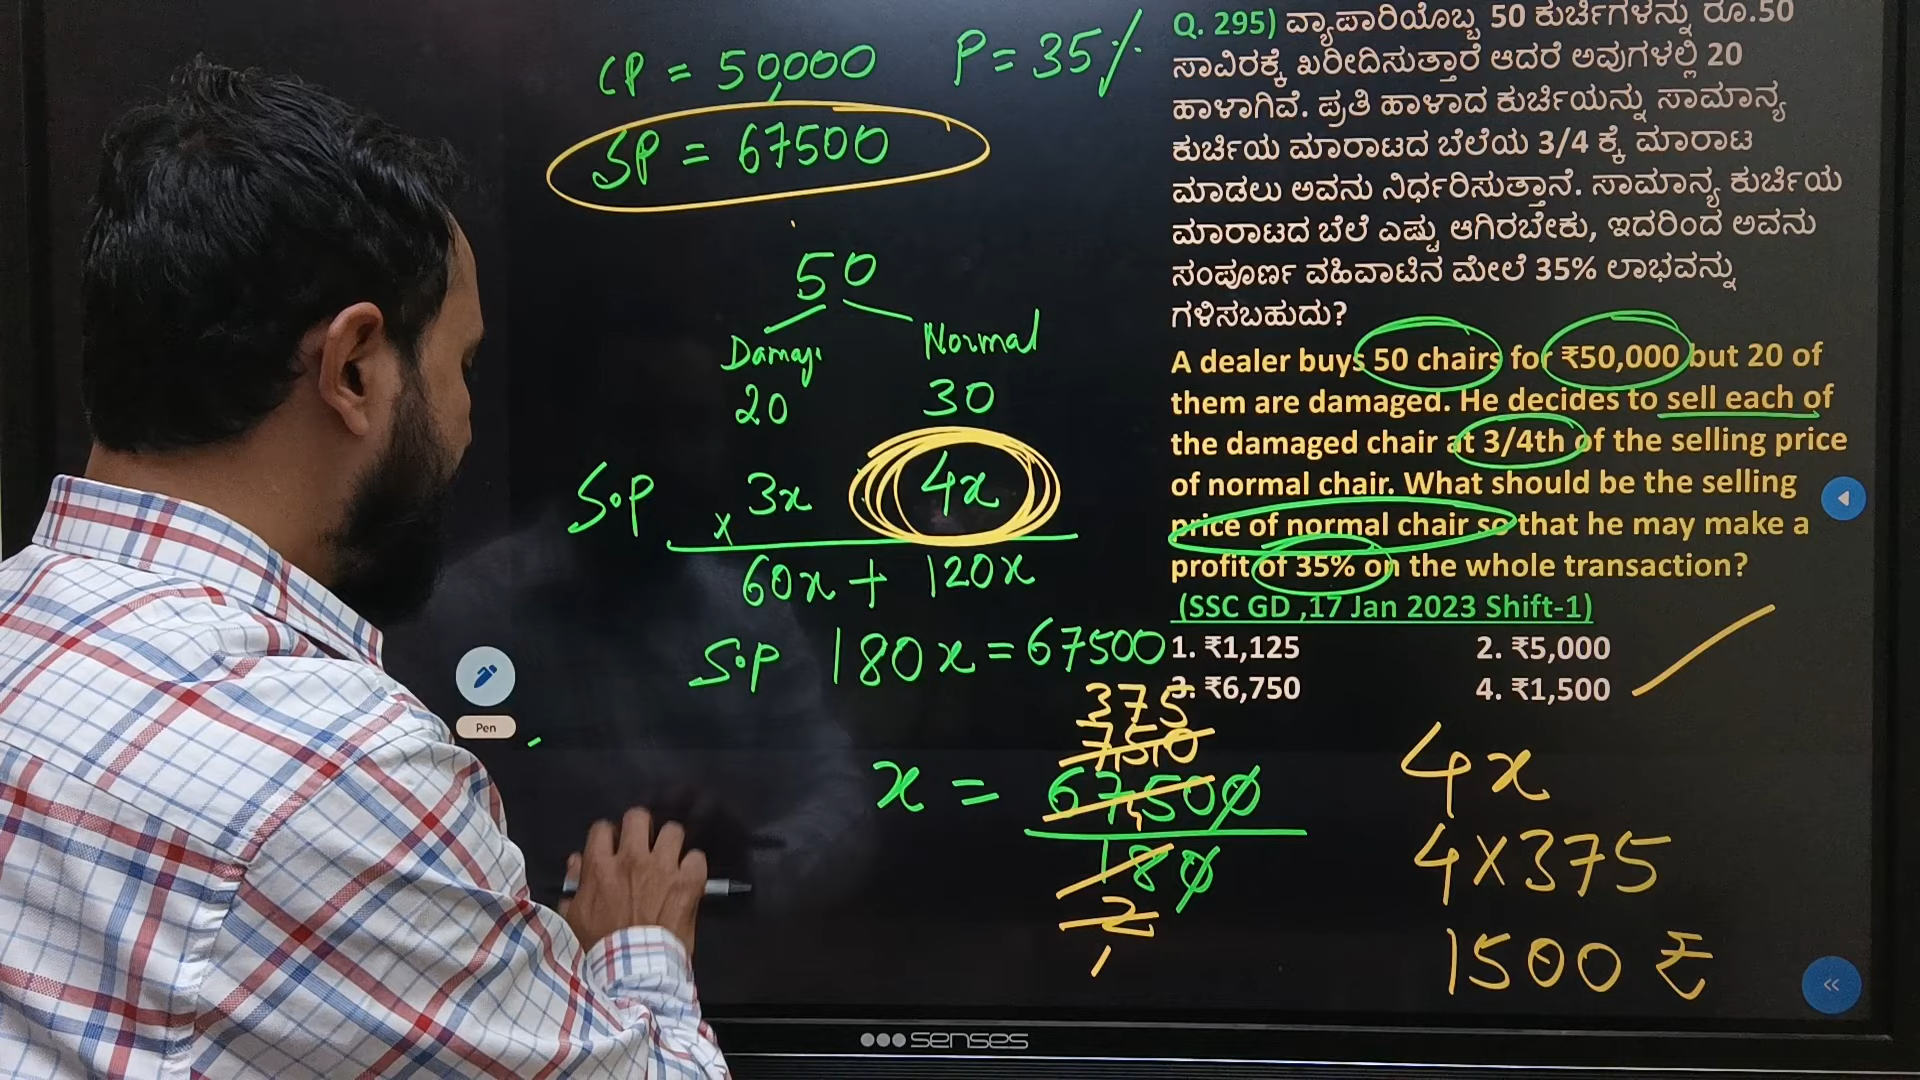 CP = 50000 P = 35%
SP = 67500
50
Damag. Normal
20 30
S.P 3x 4x
x
60x + 120x
S.P 180x = 67500
375
750
x = 67500
180
2
1
Q. 295) ವ್ಯಾಪಾರಿಯೊಬ್ಬ 50 ಕುರ್ಚಿಗಳನ್ನು ರೂ.50
ಸಾವಿರಕ್ಕೆ ಖರೀದಿಸುತ್ತಾರೆ ಆದರೆ ಅವುಗಳಲ್ಲಿ 20
ಹಾಳಾಗಿವೆ. ಪ್ರತಿ ಹಾಳಾದ ಕುರ್ಚಿಯನ್ನು ಸಾಮಾನ್ಯ
ಕುರ್ಚಿಯ ಮಾರಾಟದ ಬೆಲೆಯ 3/4 ಕ್ಕೆ ಮಾರಾಟ
ಮಾಡಲು ಅವನು ನಿರ್ಧರಿಸುತ್ತಾನೆ. ಸಾಮಾನ್ಯ ಕುರ್ಚಿಯ
ಮಾರಾಟದ ಬೆಲೆ ಎಷ್ಟು ಆಗಿರಬೇಕು, ಇದರಿಂದ ಅವನು
ಸಂಪೂರ್ಣ ವಹಿವಾಟಿನ ಮೇಲೆ 35% ಲಾಭವನ್ನು
ಗಳಿಸಬಹುದು?
A dealer buys 50 chairs for ₹50,000 but 20 of
them are damaged. He decides to sell each of
the damaged chair at 3/4th of the selling price
of normal chair. What should be the selling
price of normal chair so that he may make a
profit of 35% on the whole transaction?
(SSC GD ,17 Jan 2023 Shift-1)
1. ₹1,125 2. ₹5,000
3. ₹6,750 4. ₹1,500
4x
4X375
1500 ₹
Pen
senses